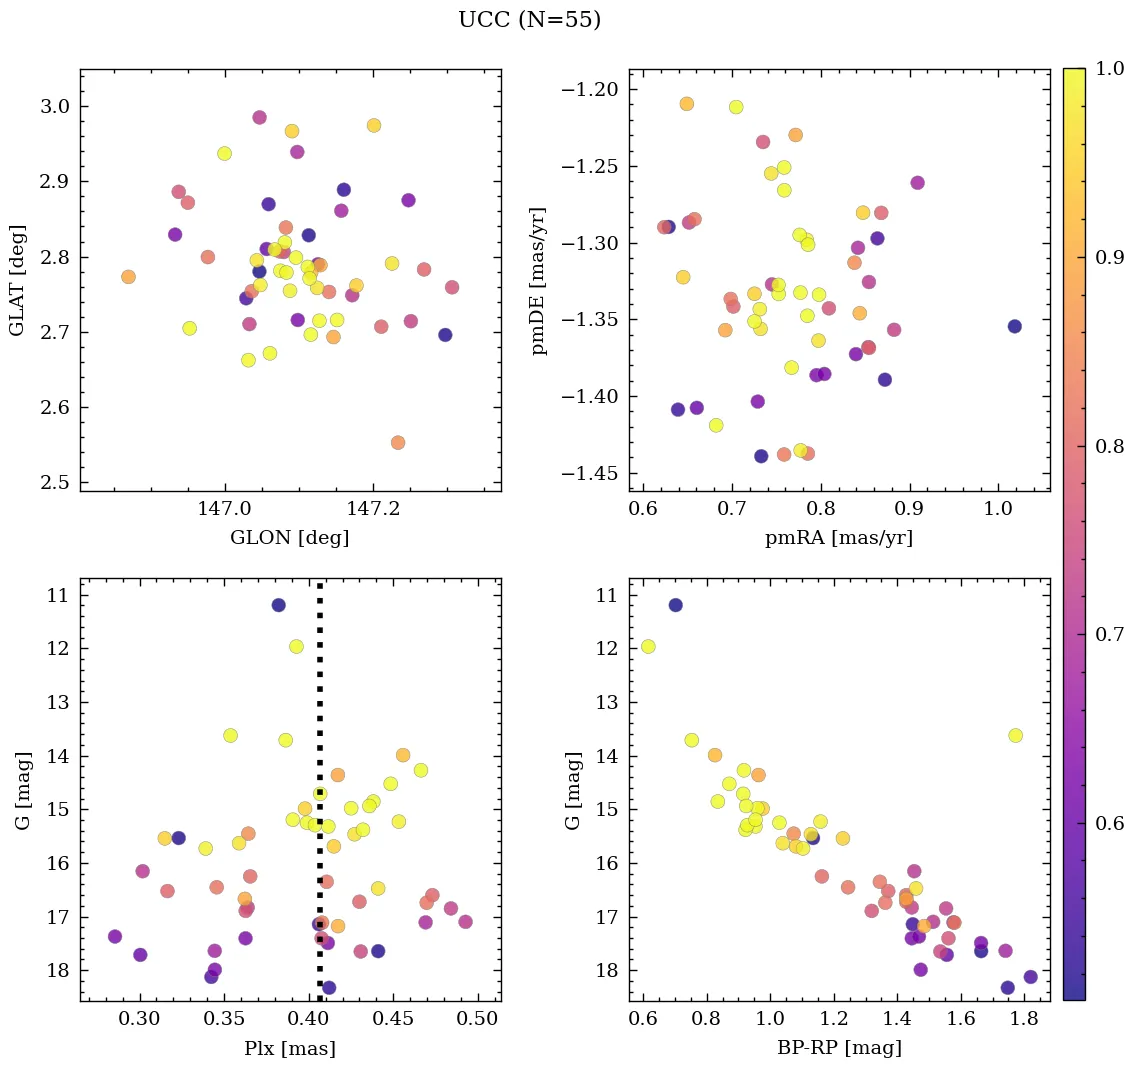 UCC (N=55)
3.0
2.9
2.8
2.7
2.6
2.5
GLAT [deg]
147.0 147.2
GLON [deg]
−1.20
−1.25
−1.30
−1.35
−1.40
−1.45
pmDE [mas/yr]
0.6 0.7 0.8 0.9 1.0
pmRA [mas/yr]
1.0
0.9
0.8
0.7
0.6
11
12
13
14
15
16
17
18
G [mag]
0.30 0.35 0.40 0.45 0.50
Plx [mas]
11
12
13
14
15
16
17
18
G [mag]
0.6 0.8 1.0 1.2 1.4 1.6 1.8
BP-RP [mag]